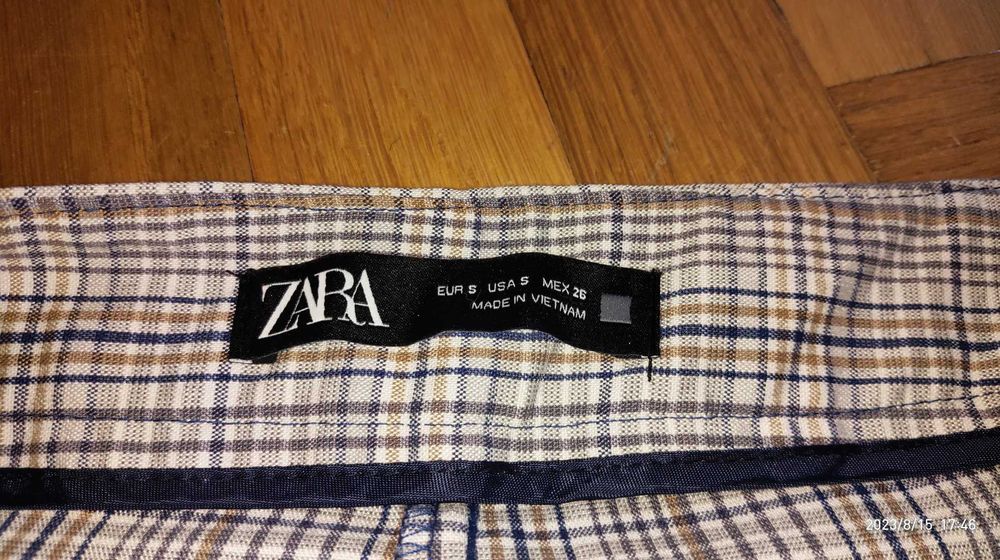 ZARA
EUR S USA S MEX 26
MADE IN VIETNAM
2023/8/15 17:46